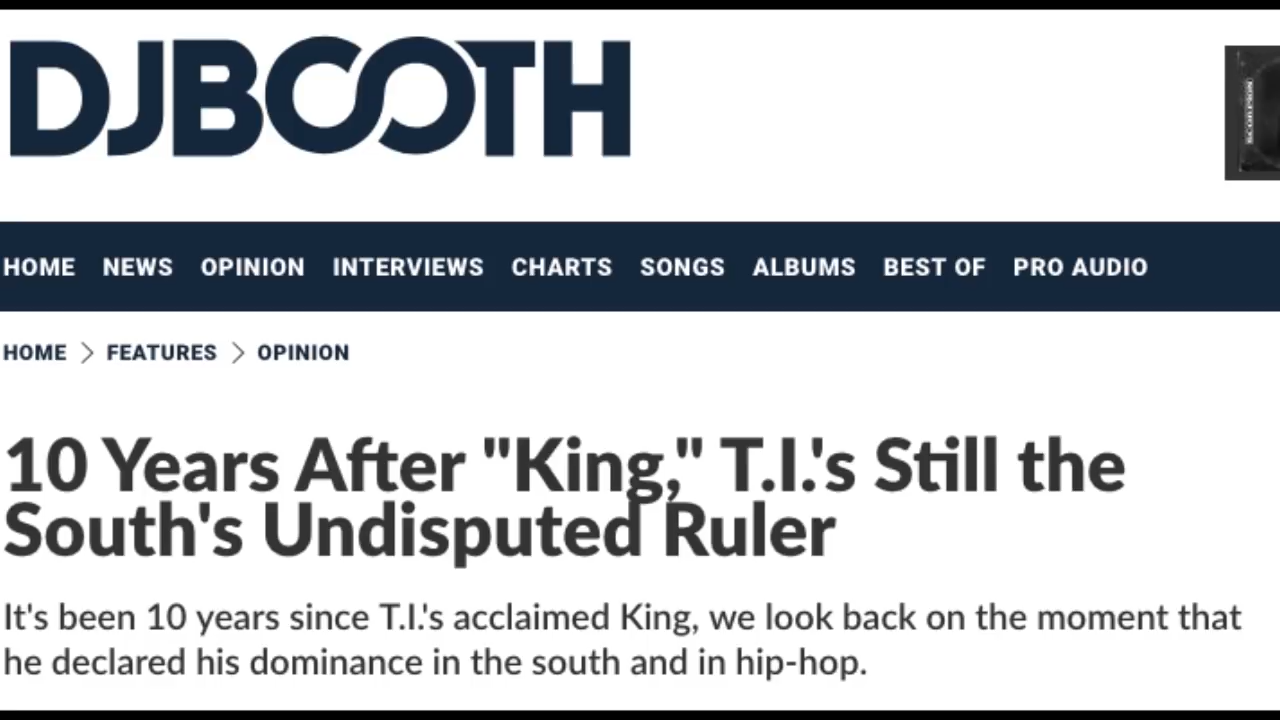 DJBOOTH
SCORPION
HOME NEWS OPINION INTERVIEWS CHARTS SONGS ALBUMS BEST OF PRO AUDIO
HOME > FEATURES > OPINION
10 Years After "King," T.I.'s Still the
South's Undisputed Ruler
It's been 10 years since T.I.'s acclaimed King, we look back on the moment that
he declared his dominance in the south and in hip-hop.